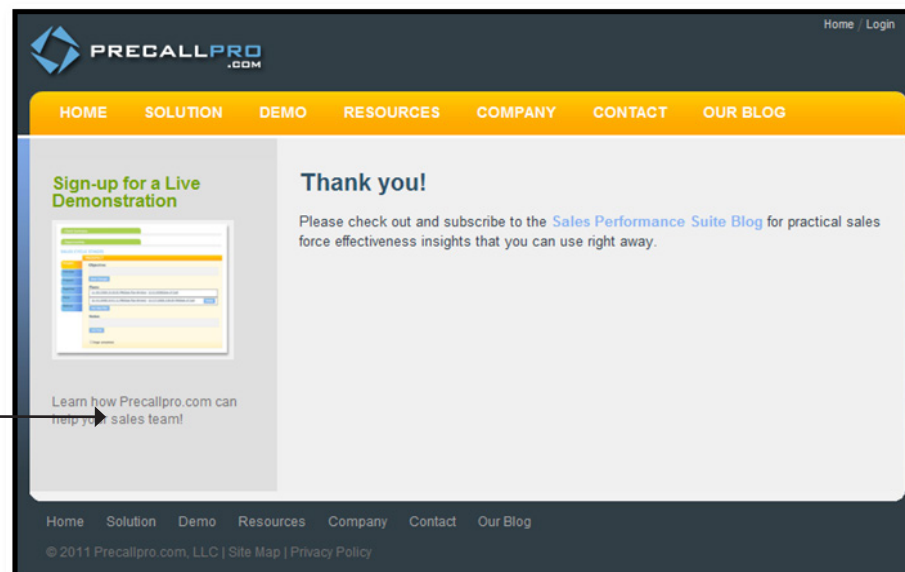 Home / Login
PRECALLPRO
.COM
HOME SOLUTION DEMO RESOURCES COMPANY CONTACT OUR BLOG
Sign-up for a Live
Demonstration
Thank you!
Please check out and subscribe to the Sales Performance Suite Blog for practical sales
force effectiveness insights that you can use right away.
Learn how Precallpro.com can
help your sales team!
Home Solution Demo Resources Company Contact Our Blog
© 2011 Precallpro.com, LLC | Site Map | Privacy Policy